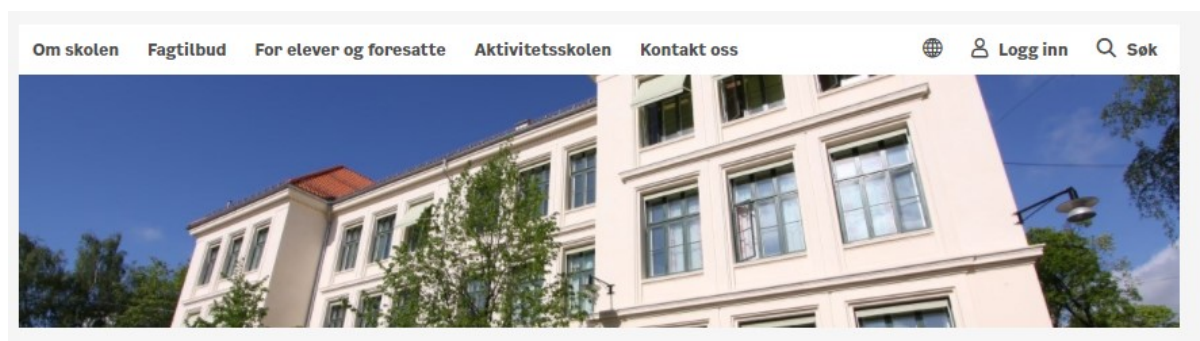 Om skolen Fagtilbud For elever og foresatte Aktivitetsskolen Kontakt oss Logg inn Søk